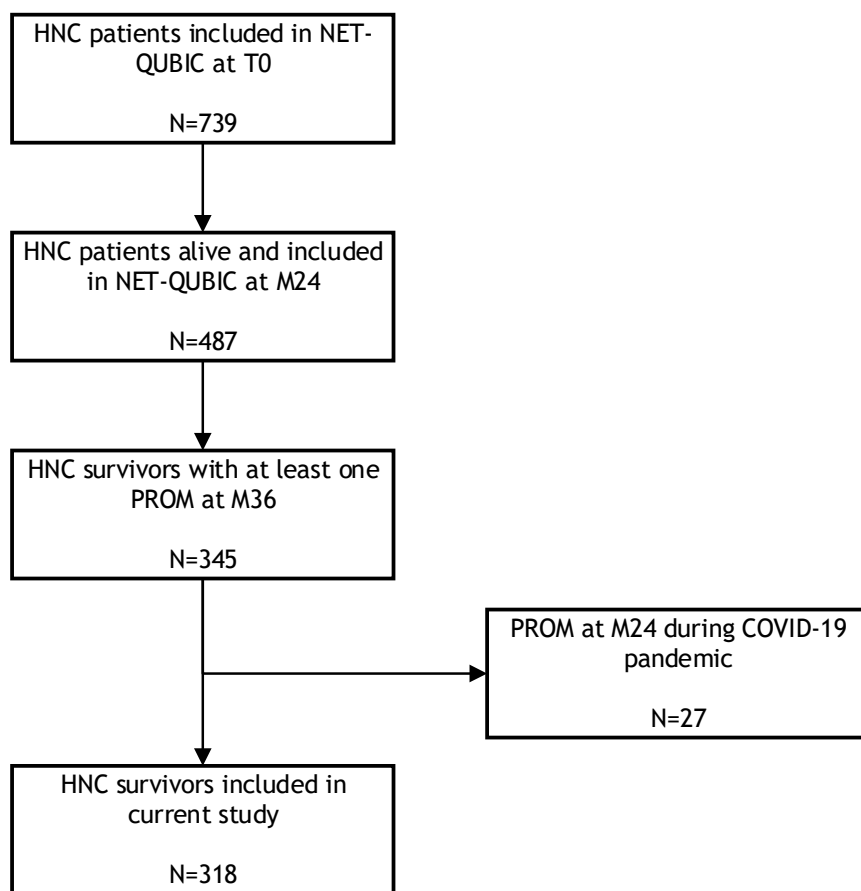 HNC patients included in NET-
QUBIC at T0
N=739
HNC patients alive and included
in NET-QUBIC at M24
N=487
HNC survivors with at least one
PROM at M36
N=345
PROM at M24 during COVID-19
pandemic
N=27
HNC survivors included in
current study
N=318